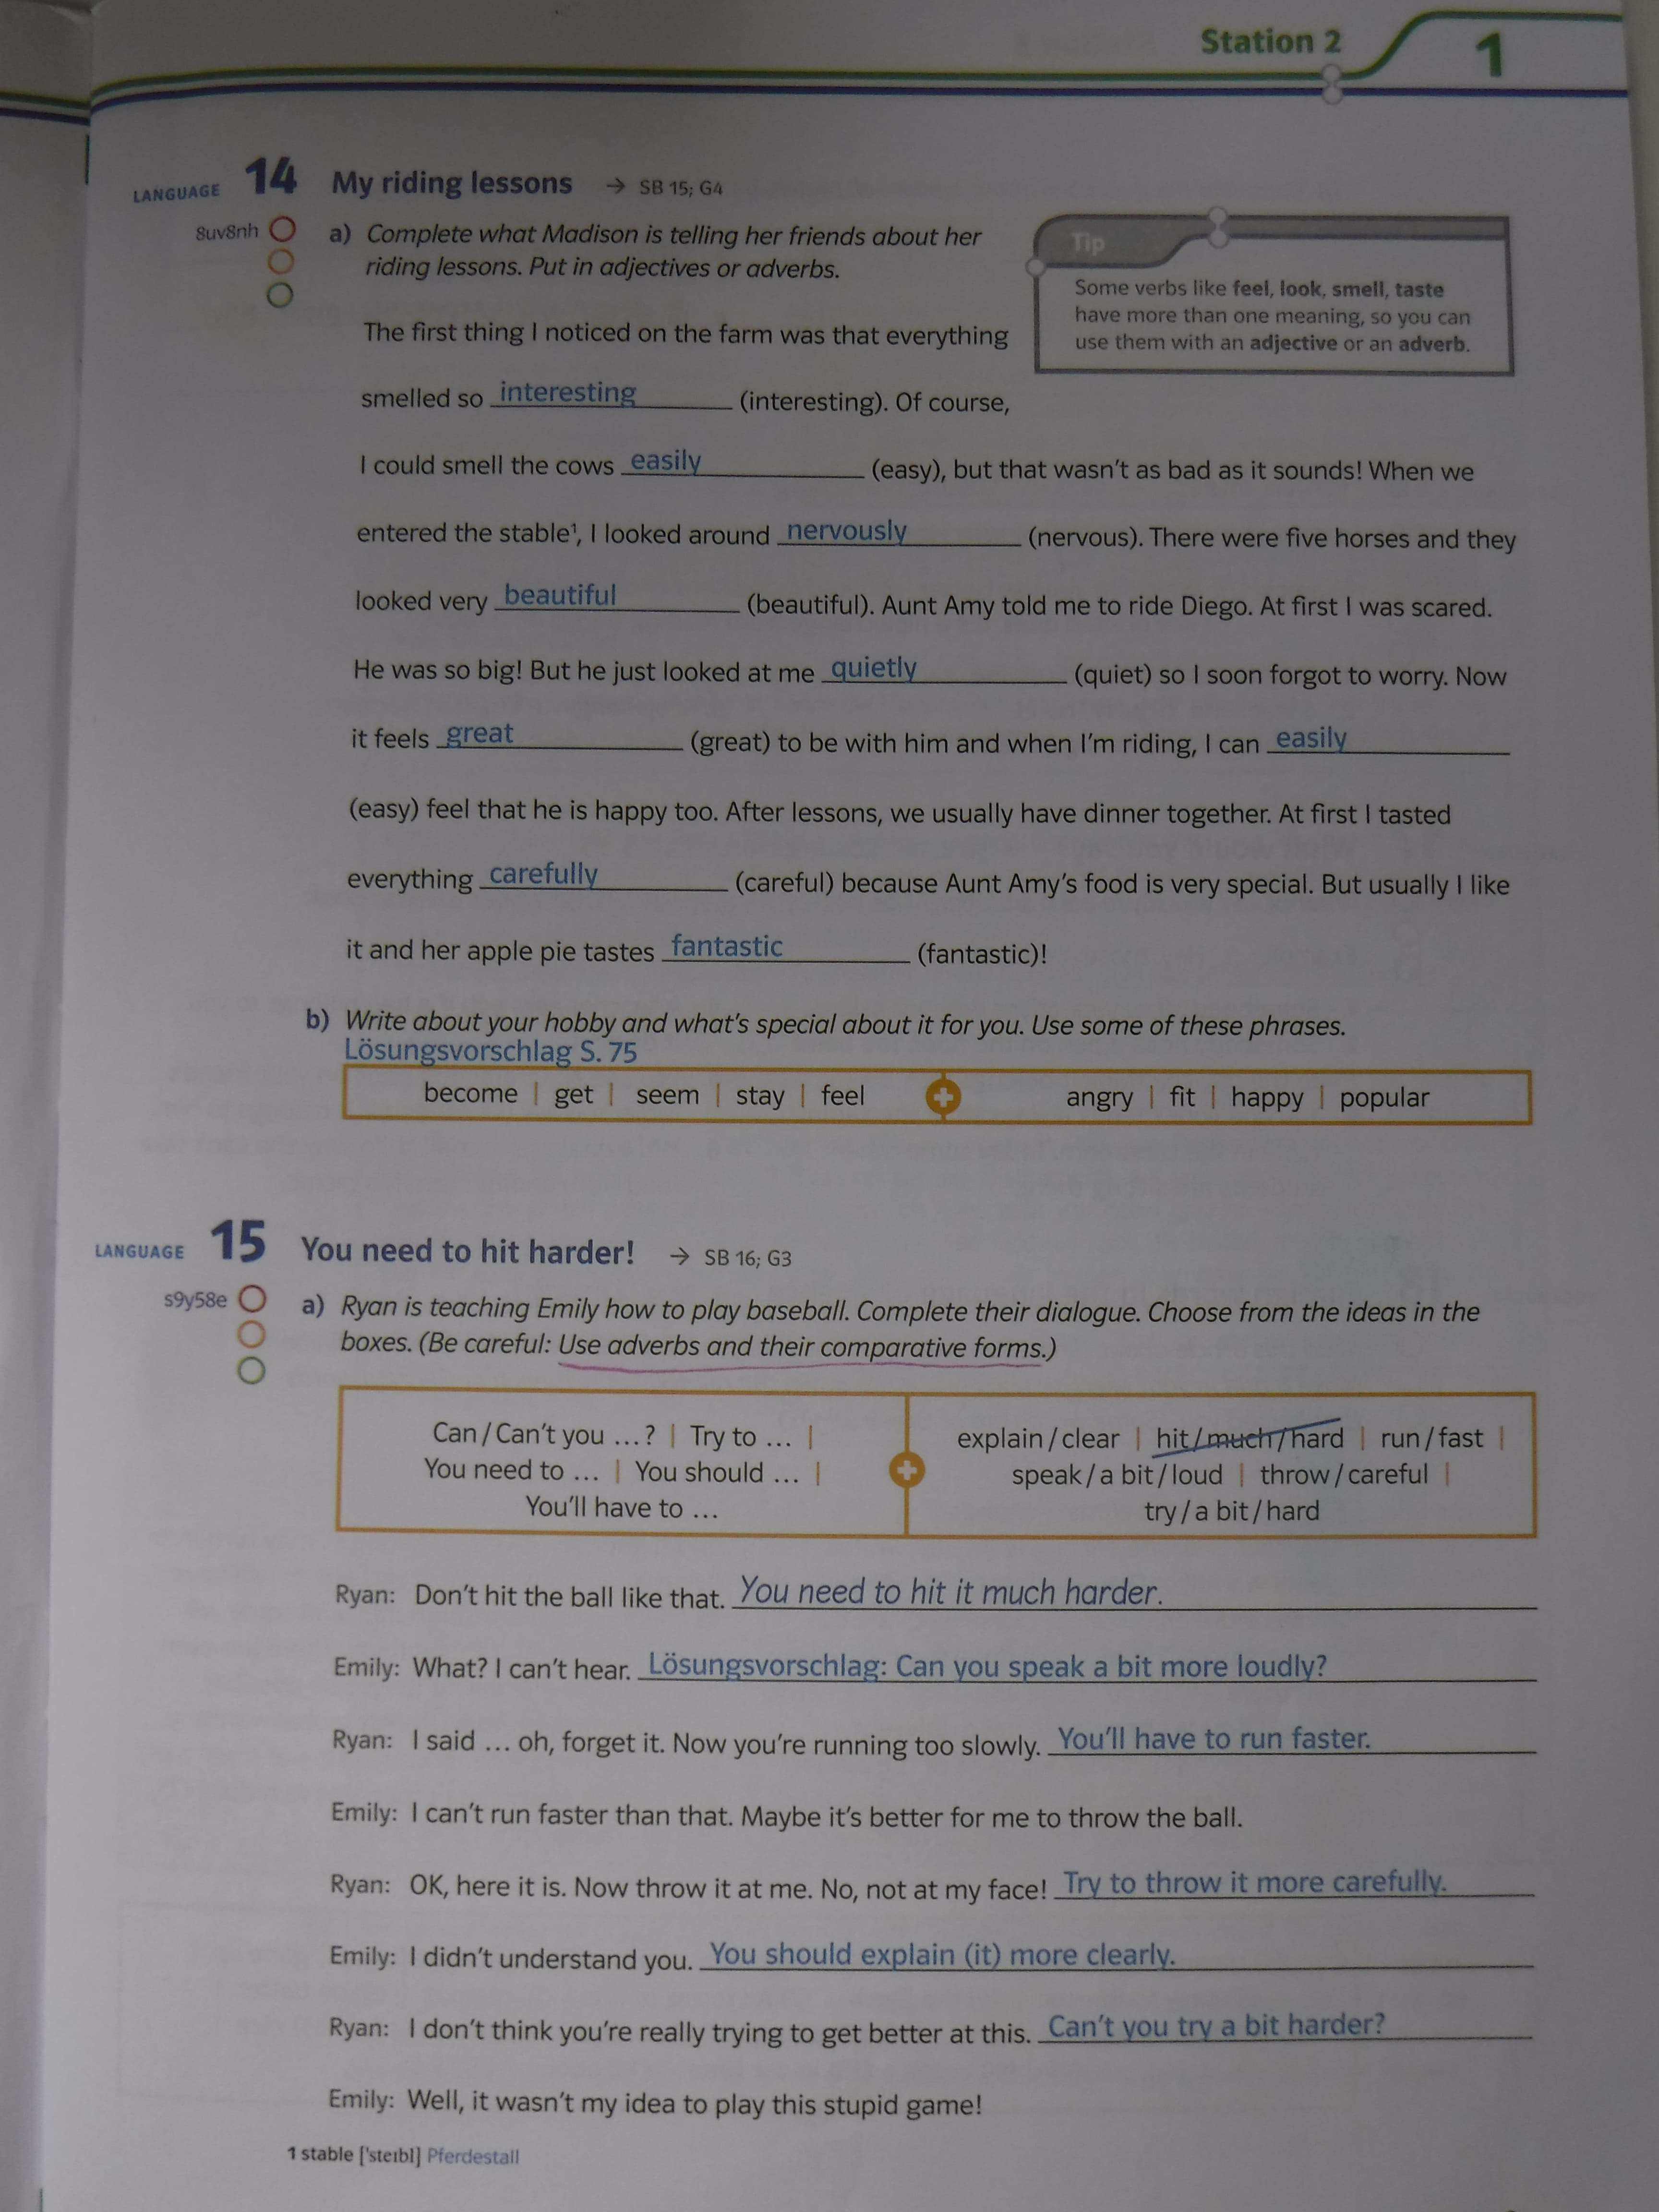 Station 2 1
LANGUAGE 14 My riding lessons → SB 15; G4
8uv8nh a) Complete what Madison is telling her friends about her
riding lessons. Put in adjectives or adverbs.
Tip
Some verbs like feel, look, smell, taste
have more than one meaning, so you can
use them with an adjective or an adverb.
The first thing I noticed on the farm was that everything
smelled so interesting (interesting). Of course,
I could smell the cows easily (easy), but that wasn't as bad as it sounds! When we
entered the stable¹, I looked around nervously (nervous). There were five horses and they
looked very beautiful (beautiful). Aunt Amy told me to ride Diego. At first I was scared.
He was so big! But he just looked at me quietly (quiet) so I soon forgot to worry. Now
it feels great (great) to be with him and when I'm riding, I can easily
(easy) feel that he is happy too. After lessons, we usually have dinner together. At first I tasted
everything carefully (careful) because Aunt Amy's food is very special. But usually I like
it and her apple pie tastes fantastic (fantastic)!
b) Write about your hobby and what's special about it for you. Use some of these phrases.
Lösungsvorschlag S. 75
become | get | seem | stay | feel + angry | fit | happy | popular
LANGUAGE 15 You need to hit harder! → SB 16; G3
s9y58e a) Ryan is teaching Emily how to play baseball. Complete their dialogue. Choose from the ideas in the
boxes. (Be careful: Use adverbs and their comparative forms.)
Can / Can't you ...? | Try to ... |
You need to ... | You should ... |
You'll have to ...
+
explain / clear | hit / much / hard | run / fast |
speak / a bit / loud | throw / careful |
try / a bit / hard
Ryan: Don't hit the ball like that. You need to hit it much harder.
Emily: What? I can't hear. Lösungsvorschlag: Can you speak a bit more loudly?
Ryan: I said ... oh, forget it. Now you're running too slowly. You'll have to run faster.
Emily: I can't run faster than that. Maybe it's better for me to throw the ball.
Ryan: OK, here it is. Now throw it at me. No, not at my face! Try to throw it more carefully.
Emily: I didn't understand you. You should explain (it) more clearly.
Ryan: I don't think you're really trying to get better at this. Can't you try a bit harder?
Emily: Well, it wasn't my idea to play this stupid game!
1 stable ['steɪbl] Pferdestall